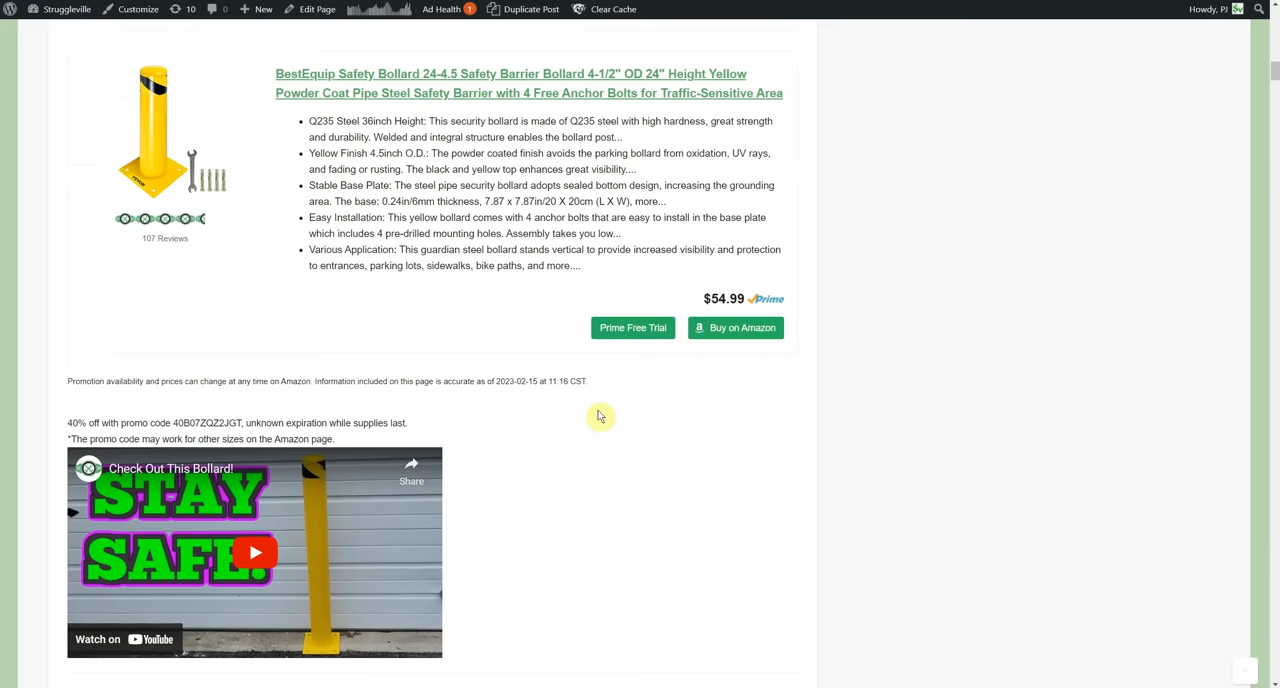 Struggleville Customize 10 0 New Edit Page Ad Health 1 Duplicate Post Clear Cache Howdy, PJ
BestEquip Safety Bollard 24-4.5 Safety Barrier Bollard 4-1/2" OD 24" Height Yellow
Powder Coat Pipe Steel Safety Barrier with 4 Free Anchor Bolts for Traffic-Sensitive Area
Q235 Steel 36inch Height: This security bollard is made of Q235 steel with high hardness, great strength
and durability. Welded and integral structure enables the bollard post...
Yellow Finish 4.5inch O.D.: The powder coated finish avoids the parking bollard from oxidation, UV rays,
and fading or rusting. The black and yellow top enhances great visibility....
Stable Base Plate: The steel pipe security bollard adopts sealed bottom design, increasing the grounding
area. The base: 0.24in/6mm thickness, 7.87 x 7.87in/20 X 20cm (L X W), more...
Easy Installation: This yellow bollard comes with 4 anchor bolts that are easy to install in the base plate
which includes 4 pre-drilled mounting holes. Assembly takes you low...
Various Application: This guardian steel bollard stands vertical to provide increased visibility and protection
to entrances, parking lots, sidewalks, bike paths, and more....
107 Reviews
$54.99 Prime
Prime Free Trial Buy on Amazon
Promotion availability and prices can change at any time on Amazon. Information included on this page is accurate as of 2023-02-15 at 11:16 CST.
40% off with promo code 40B07ZQZ2JGT, unknown expiration while supplies last.
*The promo code may work for other sizes on the Amazon page.
Check Out This Bollard!
Share
STAY
SAFE!
Watch on YouTube